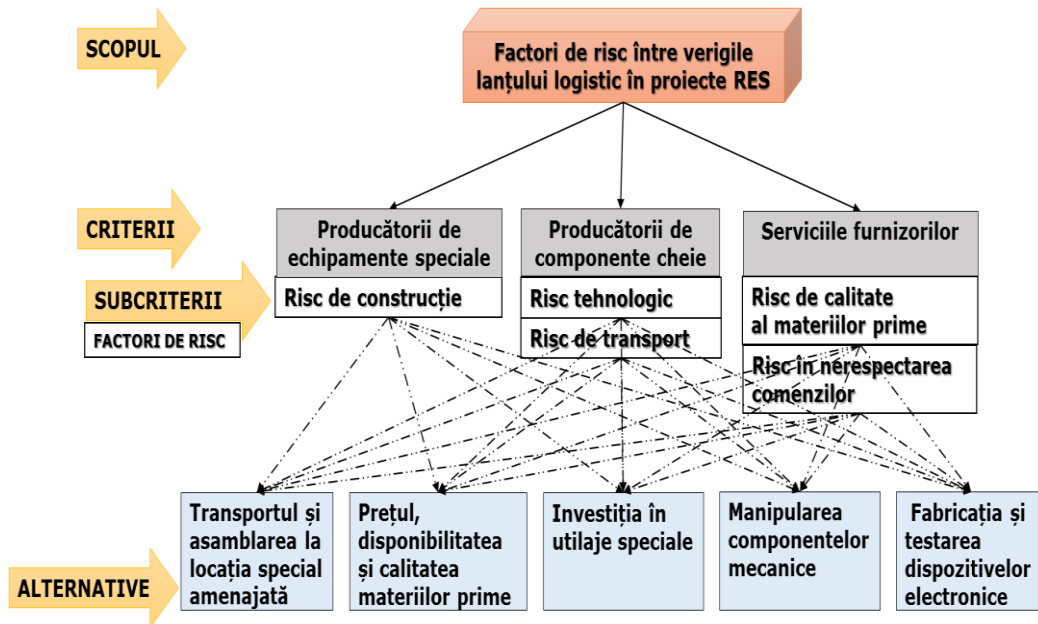 SCOPUL
Factori de risc între verigile
lanțului logistic în proiecte RES
CRITERII
Producătorii de
echipamente speciale
Producătorii de
componente cheie
Serviciile furnizorilor
SUBCRITERII
FACTORI DE RISC
Risc de construcție
Risc tehnologic
Risc de transport
Risc de calitate
al materiilor prime
Risc în nerespectarea
comenzilor
ALTERNATIVE
Transportul și
asamblarea la
locația special
amenajată
Prețul,
disponibilitatea
și calitatea
materiilor prime
Investiția în
utilaje speciale
Manipularea
componentelor
mecanice
Fabricația și
testarea
dispozitivelor
electronice